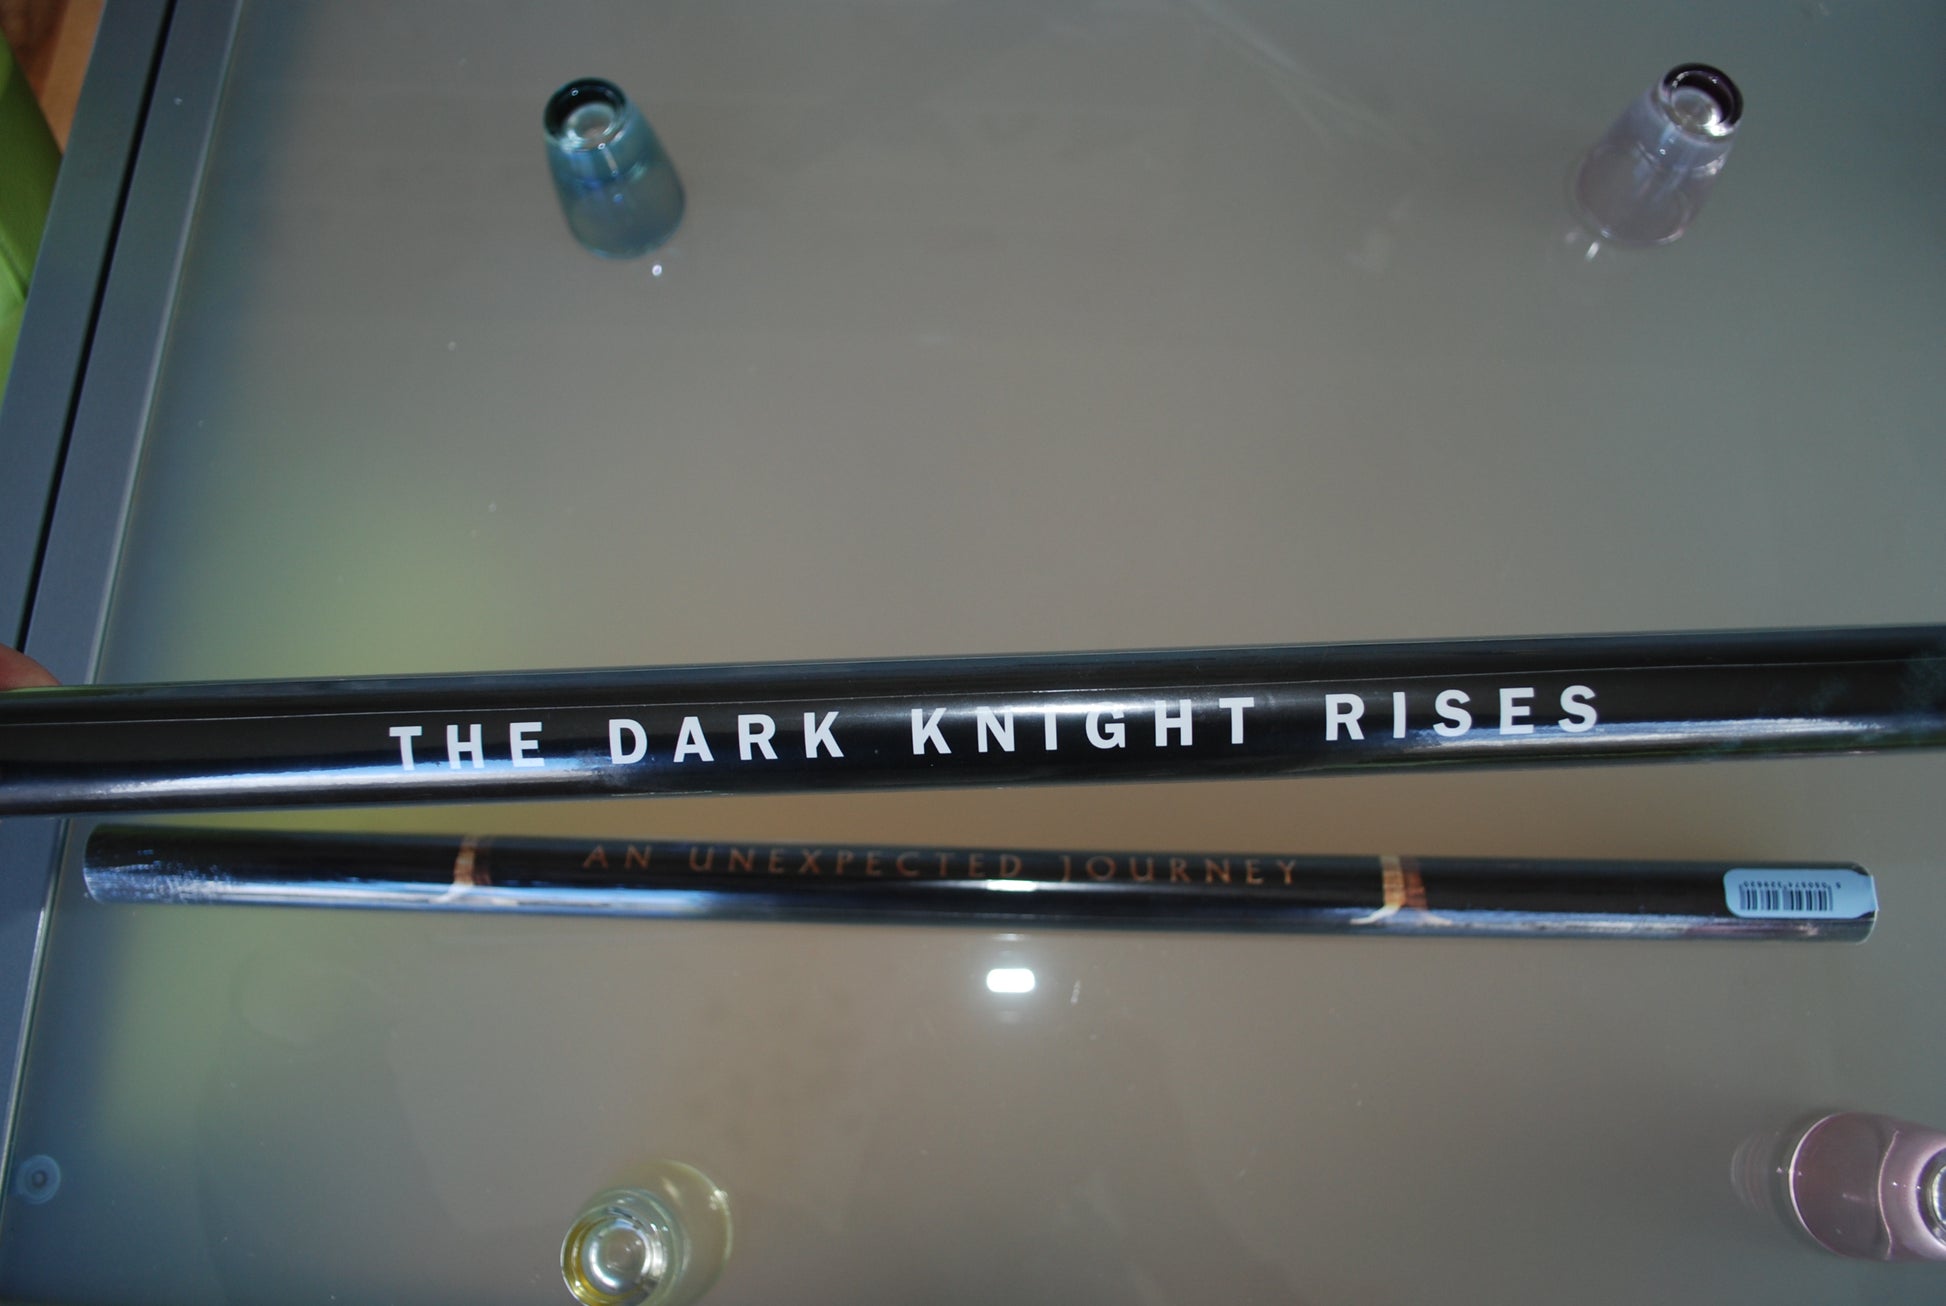 THE DARK KNIGHT RISES
AN UNEXPECTED JOURNEY